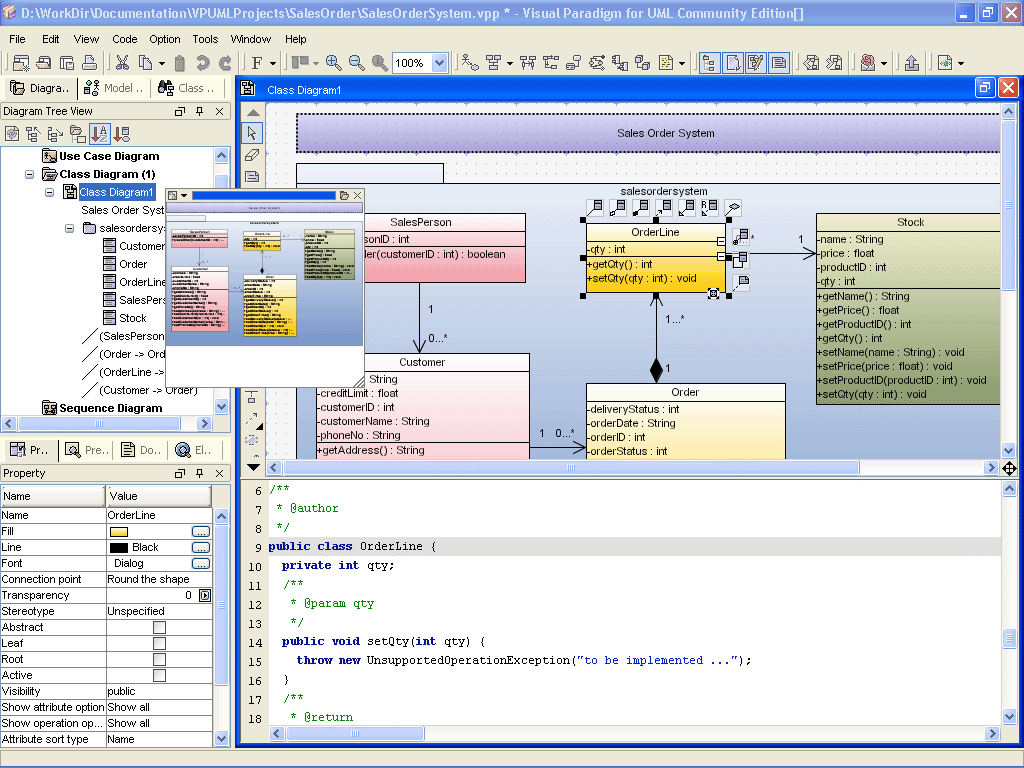 D:\WorkDir\Documentation\VPUMLProjects\SalesOrder\SalesOrderSystem.vpp * - Visual Paradigm for UML Community Edition[]
File Edit View Code Option Tools Window Help
F 100%
Diagra.. Model .. Class ..
Diagram Tree View
Use Case Diagram
Class Diagram (1)
Class Diagram1
Sales Order Syst
salesordersy
Customer
Order
OrderLine
SalesPers
Stock
(SalesPerson
(Order -> Ord
(OrderLine ->
(Customer -> Order)
Sequence Diagram
Pr.. Pre.. Do.. El..
Property
Name Value
Name OrderLine
Fill ...
Line Black ...
Font Dialog ...
Connection point Round the shape
Transparency 0
Stereotype Unspecified
Abstract
Leaf
Root
Active
Visibility public
Show attribute option Show all
Show operation op... Show all
Attribute sort type Name
Class Diagram1
Sales Order System
salesordersystem
SalesPerson
sonID : int
der(customerID : int) : boolean
1
0...*
Customer
String
-creditLimit : float
-customerID : int
-customerName : String
-phoneNo : String
+getAddress() : String
1 0...*
R
OrderLine
-qty : int
+getQty() : int
+setQty(qty : int) : void
1
1...*
1
Order
-deliveryStatus : int
-orderDate : String
-orderID : int
-orderStatus : int
Stock
-name : String
-price : float
-productID : int
-qty : int
+getName() : String
+getPrice() : float
+getProductID() : int
+getQty() : int
+setName(name : String) : void
+setPrice(price : float) : void
+setProductID(productID : int) : void
+setQty(qty : int) : void
6 /**
7 * @author
8 */
9 public class OrderLine {
10 private int qty;
11 /**
12 * @param qty
13 */
14 public void setQty(int qty) {
15 throw new UnsupportedOperationException("to be implemented ...");
16 }
17 /**
18 * @return